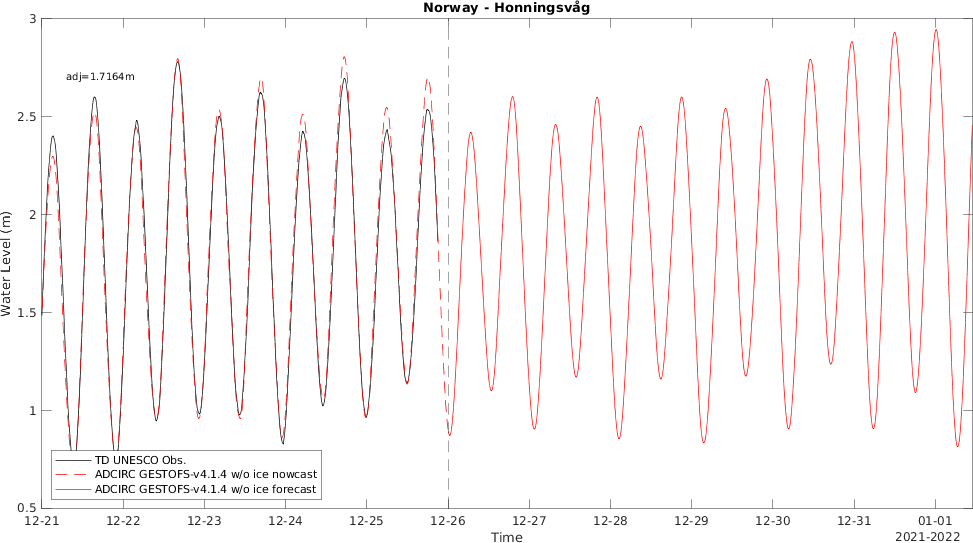 Norway - Honningsvåg
3
adj=1.7164m
2.5
2
Water Level (m)
1.5
1
TD UNESCO Obs.
ADCIRC GESTOFS-v4.1.4 w/o ice nowcast
ADCIRC GESTOFS-v4.1.4 w/o ice forecast
0.5
12-21 12-22 12-23 12-24 12-25 12-26 12-27 12-28 12-29 12-30 12-31 01-01
Time
2021-2022